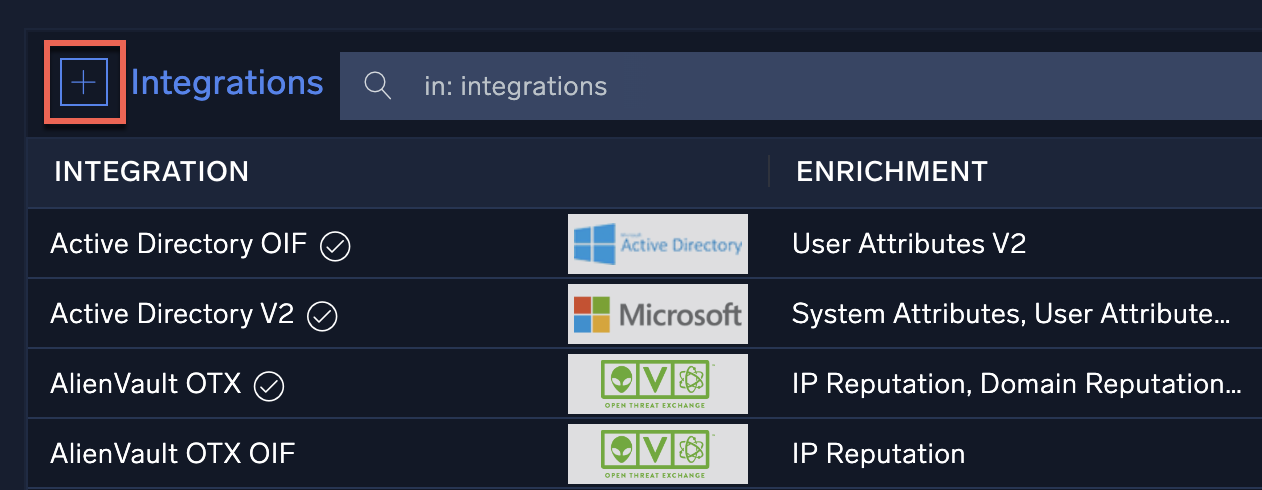 Integrations
in: integrations
INTEGRATION ENRICHMENT
Active Directory OIF Microsoft Active Directory User Attributes V2
Active Directory V2 Microsoft System Attributes, User Attribute...
AlienVault OTX OPEN THREAT EXCHANGE IP Reputation, Domain Reputation...
AlienVault OTX OIF OPEN THREAT EXCHANGE IP Reputation